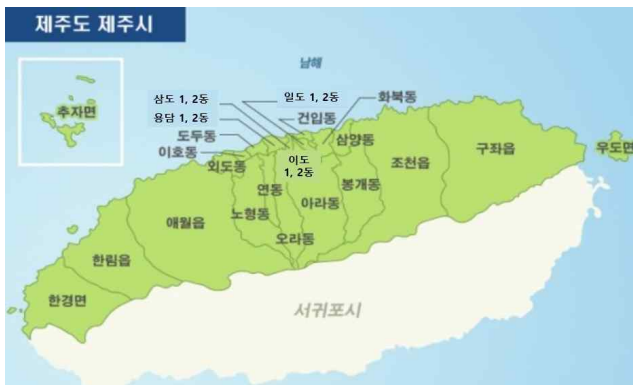 제주도 제주시
남해
추자면
삼도 1, 2동
일도 1, 2동
화북동
용담 1, 2동
건입동
도두동
삼양동
이호동
이도
1, 2동
외도동
조천읍
구좌읍
우도면
연동
봉개동
노형동
아라동
애월읍
오라동
한림읍
한경면
서귀포시